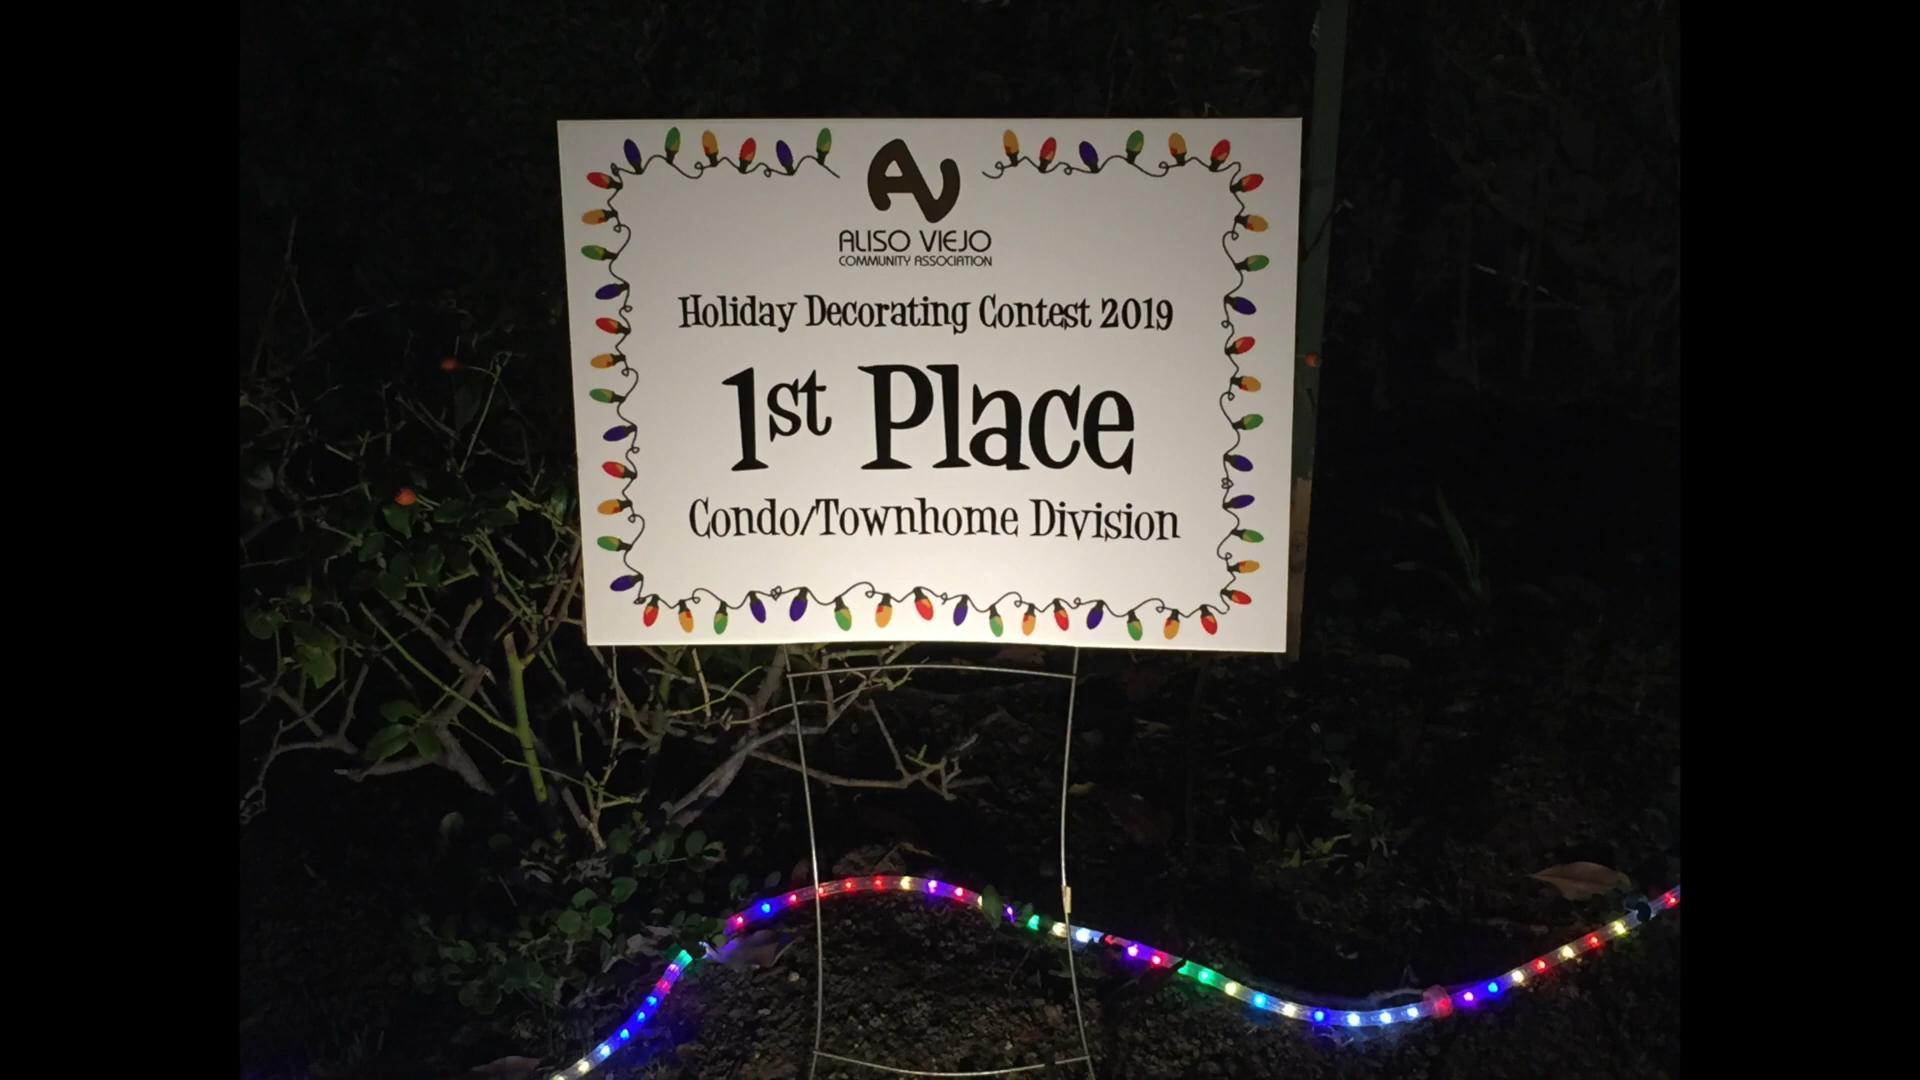 AV
ALISO VIEJO
COMMUNITY ASSOCIATION
Holiday Decorating Contest 2019
1st Place
Condo/Townhome Division